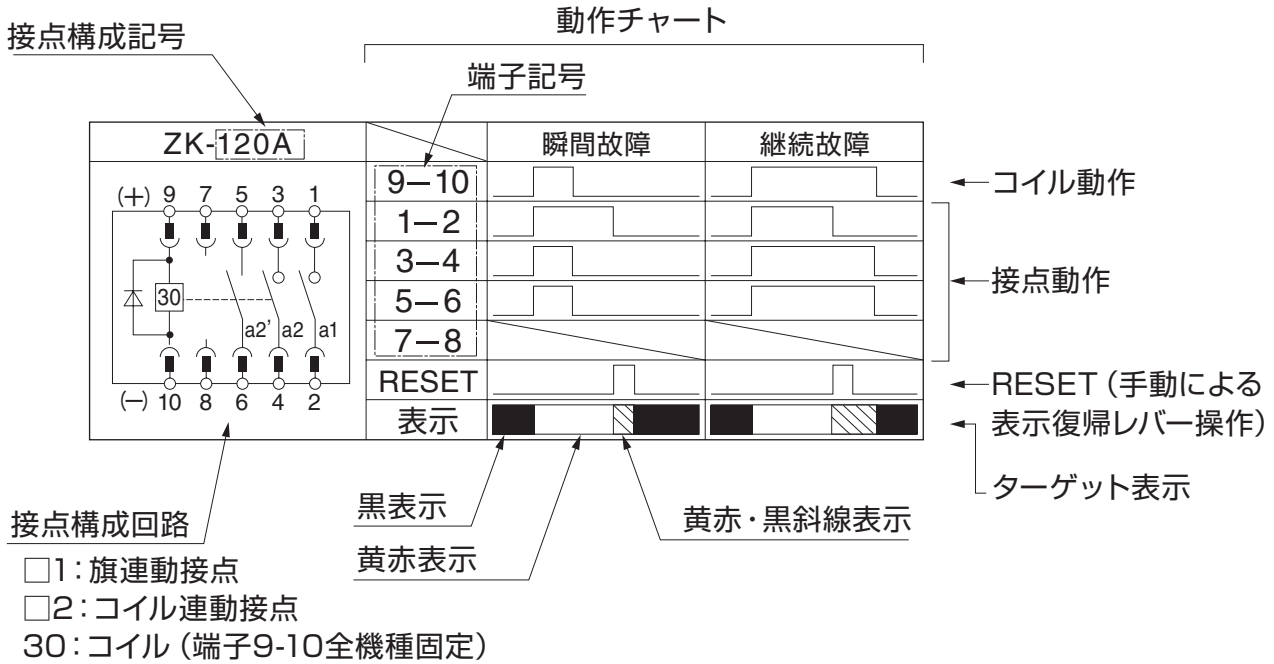 動作チャート
接点構成記号
端子記号
ZK-120A
瞬間故障
継続故障
9-10
コイル動作
(+) 9 7 5 3 1
1-2
3-4
接点動作
30
5-6
a2' a2 a1
7-8
RESET
RESET (手動による
表示復帰レバー操作)
(-) 10 8 6 4 2
表示
ターゲット表示
黒表示
黄赤・黒斜線表示
接点構成回路
黄赤表示
□1:旗連動接点
□2:コイル連動接点
30:コイル (端子9-10全機種固定)